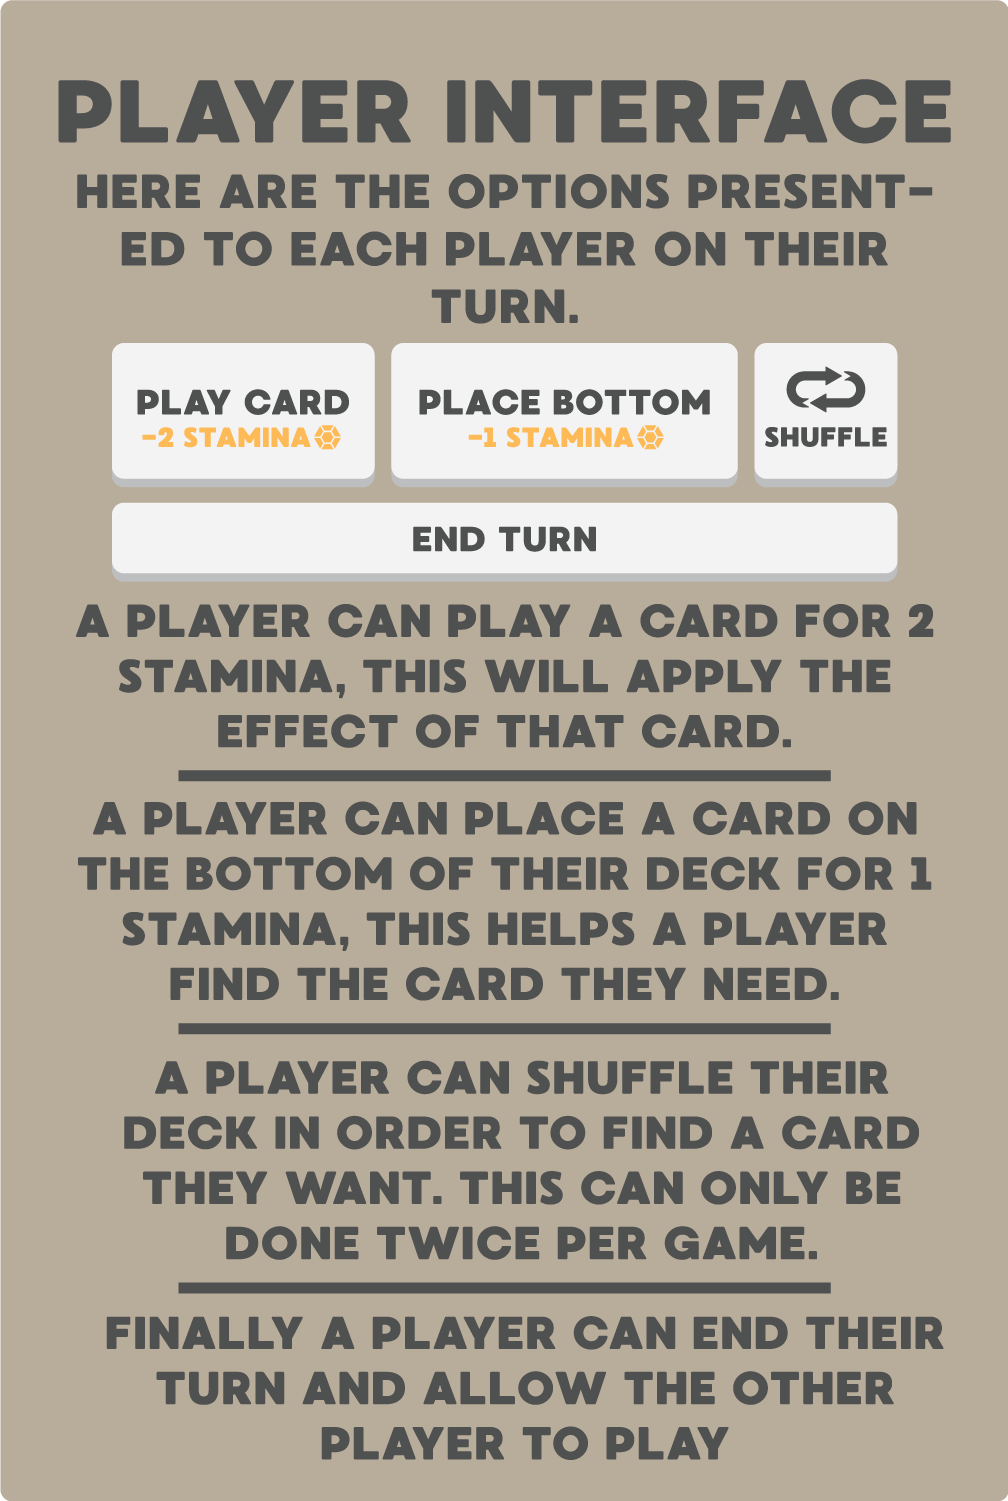 PLAYER INTERFACE
HERE ARE THE OPTIONS PRESENT-
ED TO EACH PLAYER ON THEIR
TURN.
PLAY CARD
-2 STAMINA
PLACE BOTTOM
-1 STAMINA
SHUFFLE
END TURN
A PLAYER CAN PLAY A CARD FOR 2
STAMINA, THIS WILL APPLY THE
EFFECT OF THAT CARD.
A PLAYER CAN PLACE A CARD ON
THE BOTTOM OF THEIR DECK FOR 1
STAMINA, THIS HELPS A PLAYER
FIND THE CARD THEY NEED.
A PLAYER CAN SHUFFLE THEIR
DECK IN ORDER TO FIND A CARD
THEY WANT. THIS CAN ONLY BE
DONE TWICE PER GAME.
FINALLY A PLAYER CAN END THEIR
TURN AND ALLOW THE OTHER
PLAYER TO PLAY